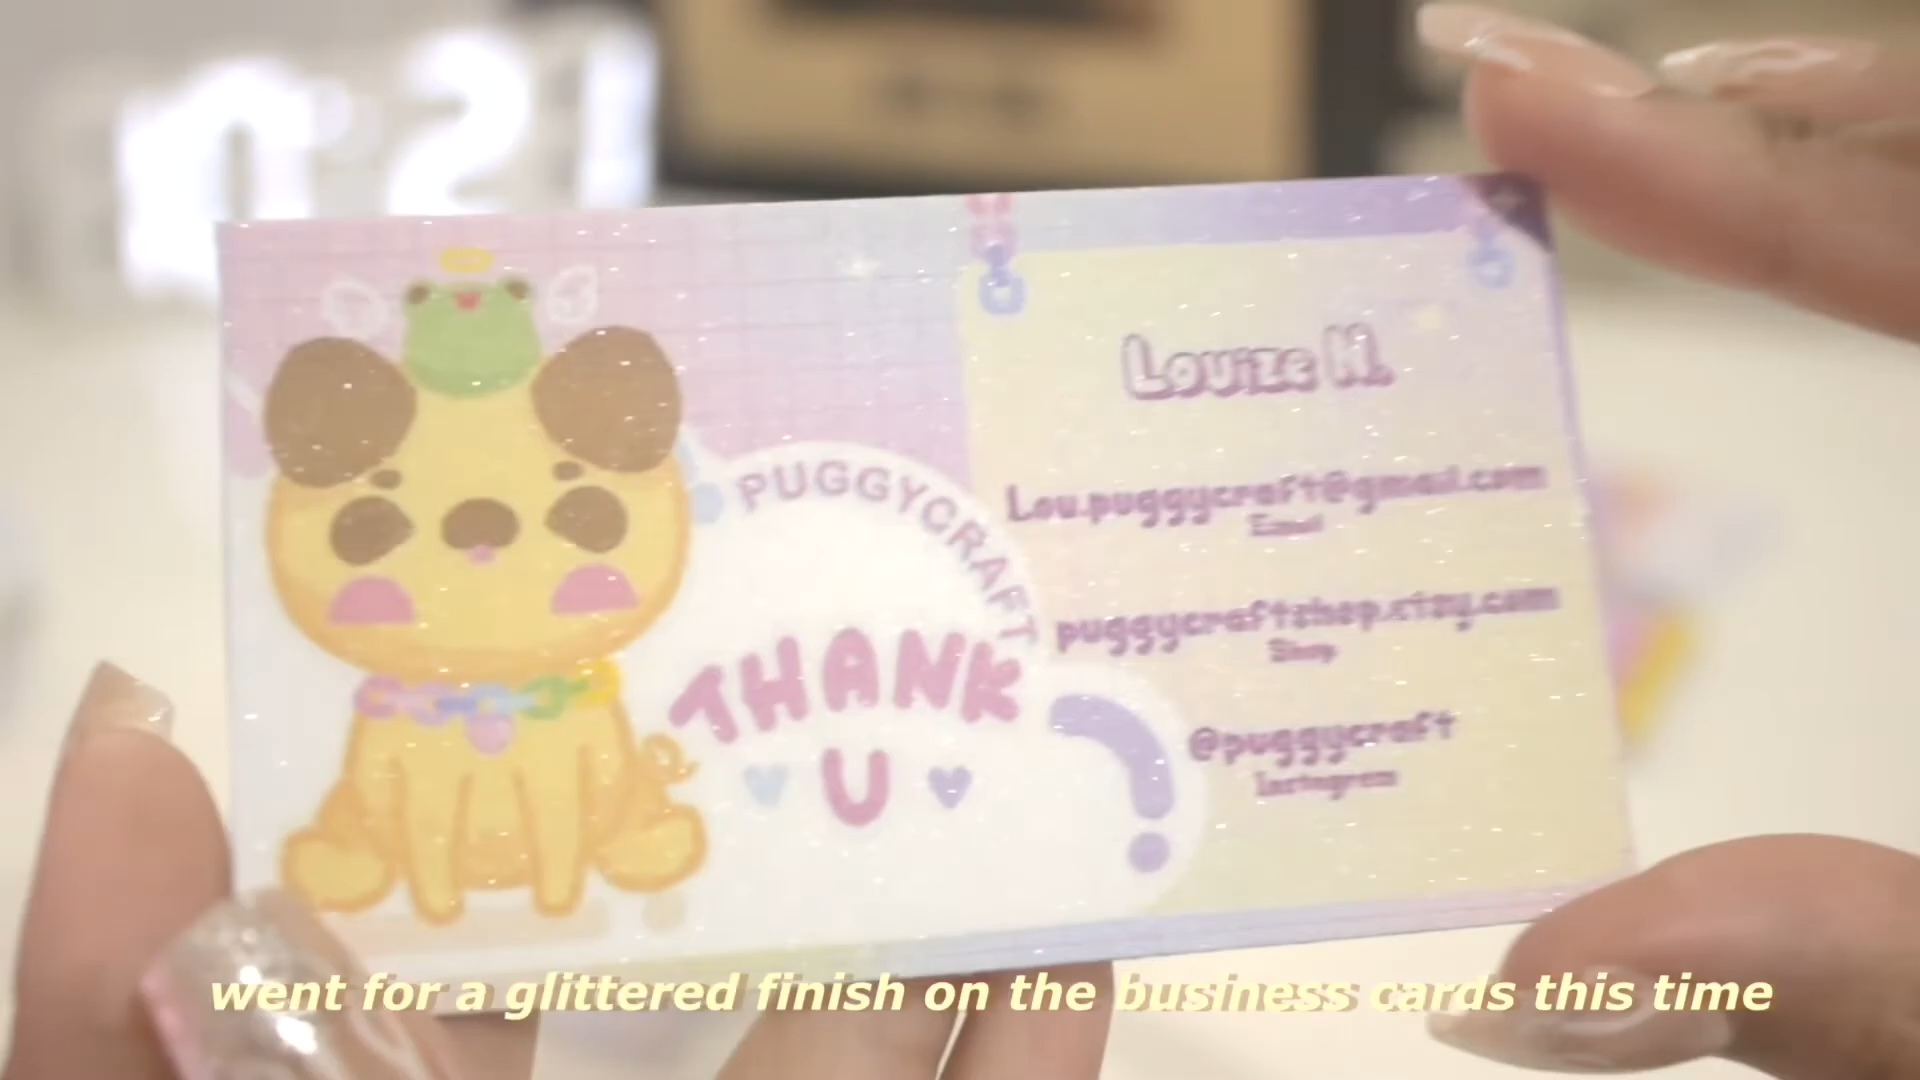 :21
PUGGYCRAFT
THANK
U
Louize N.
Lou.puggycraft@gmail.com
Email
puggycraftshop.etsy.com
Shop
@puggycraft
Instagram
went for a glittered finish on the business cards this time